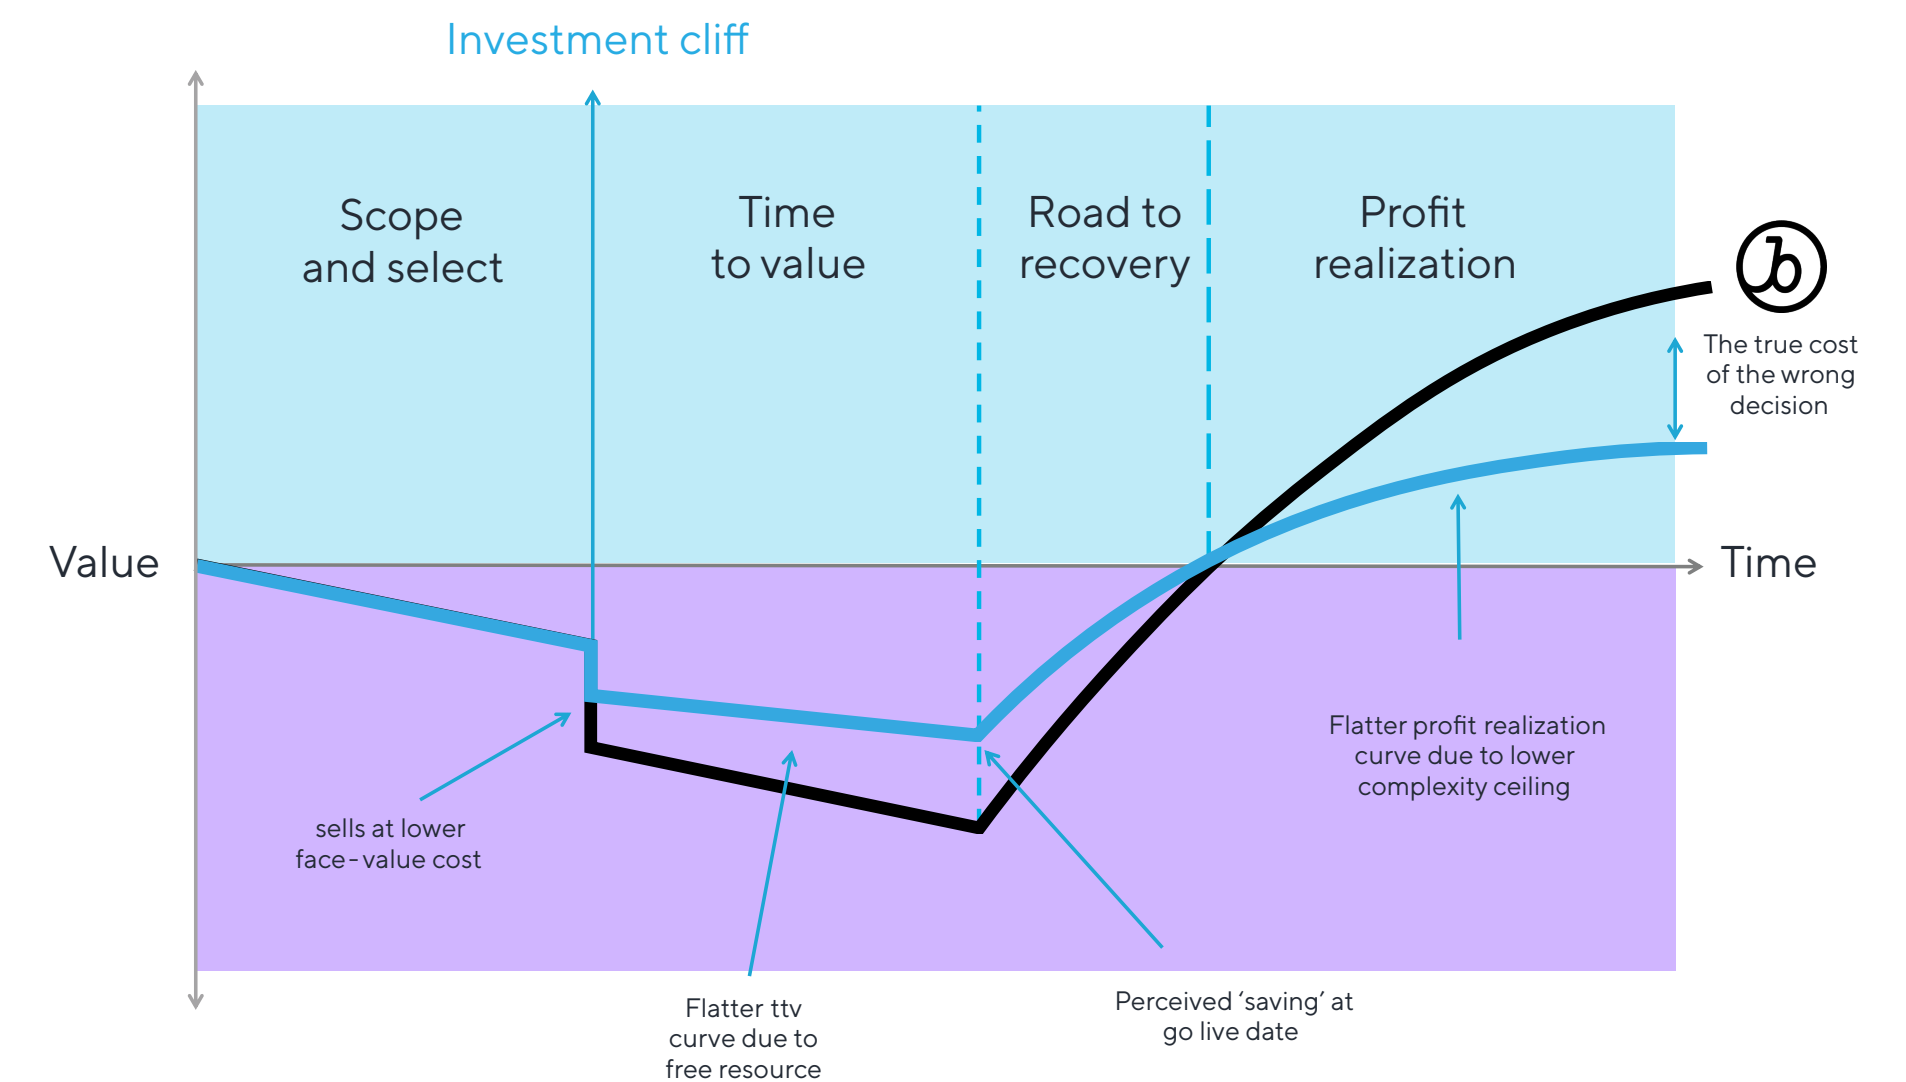 Investment cliff
Scope
and select
Time
to value
Road to
recovery
Profit
realization
b
The true cost
of the wrong
decision
Value
Time
sells at lower
face-value cost
Flatter profit realization
curve due to lower
complexity ceiling
Flatter ttv
curve due to
free resource
Perceived ‘saving’ at
go live date